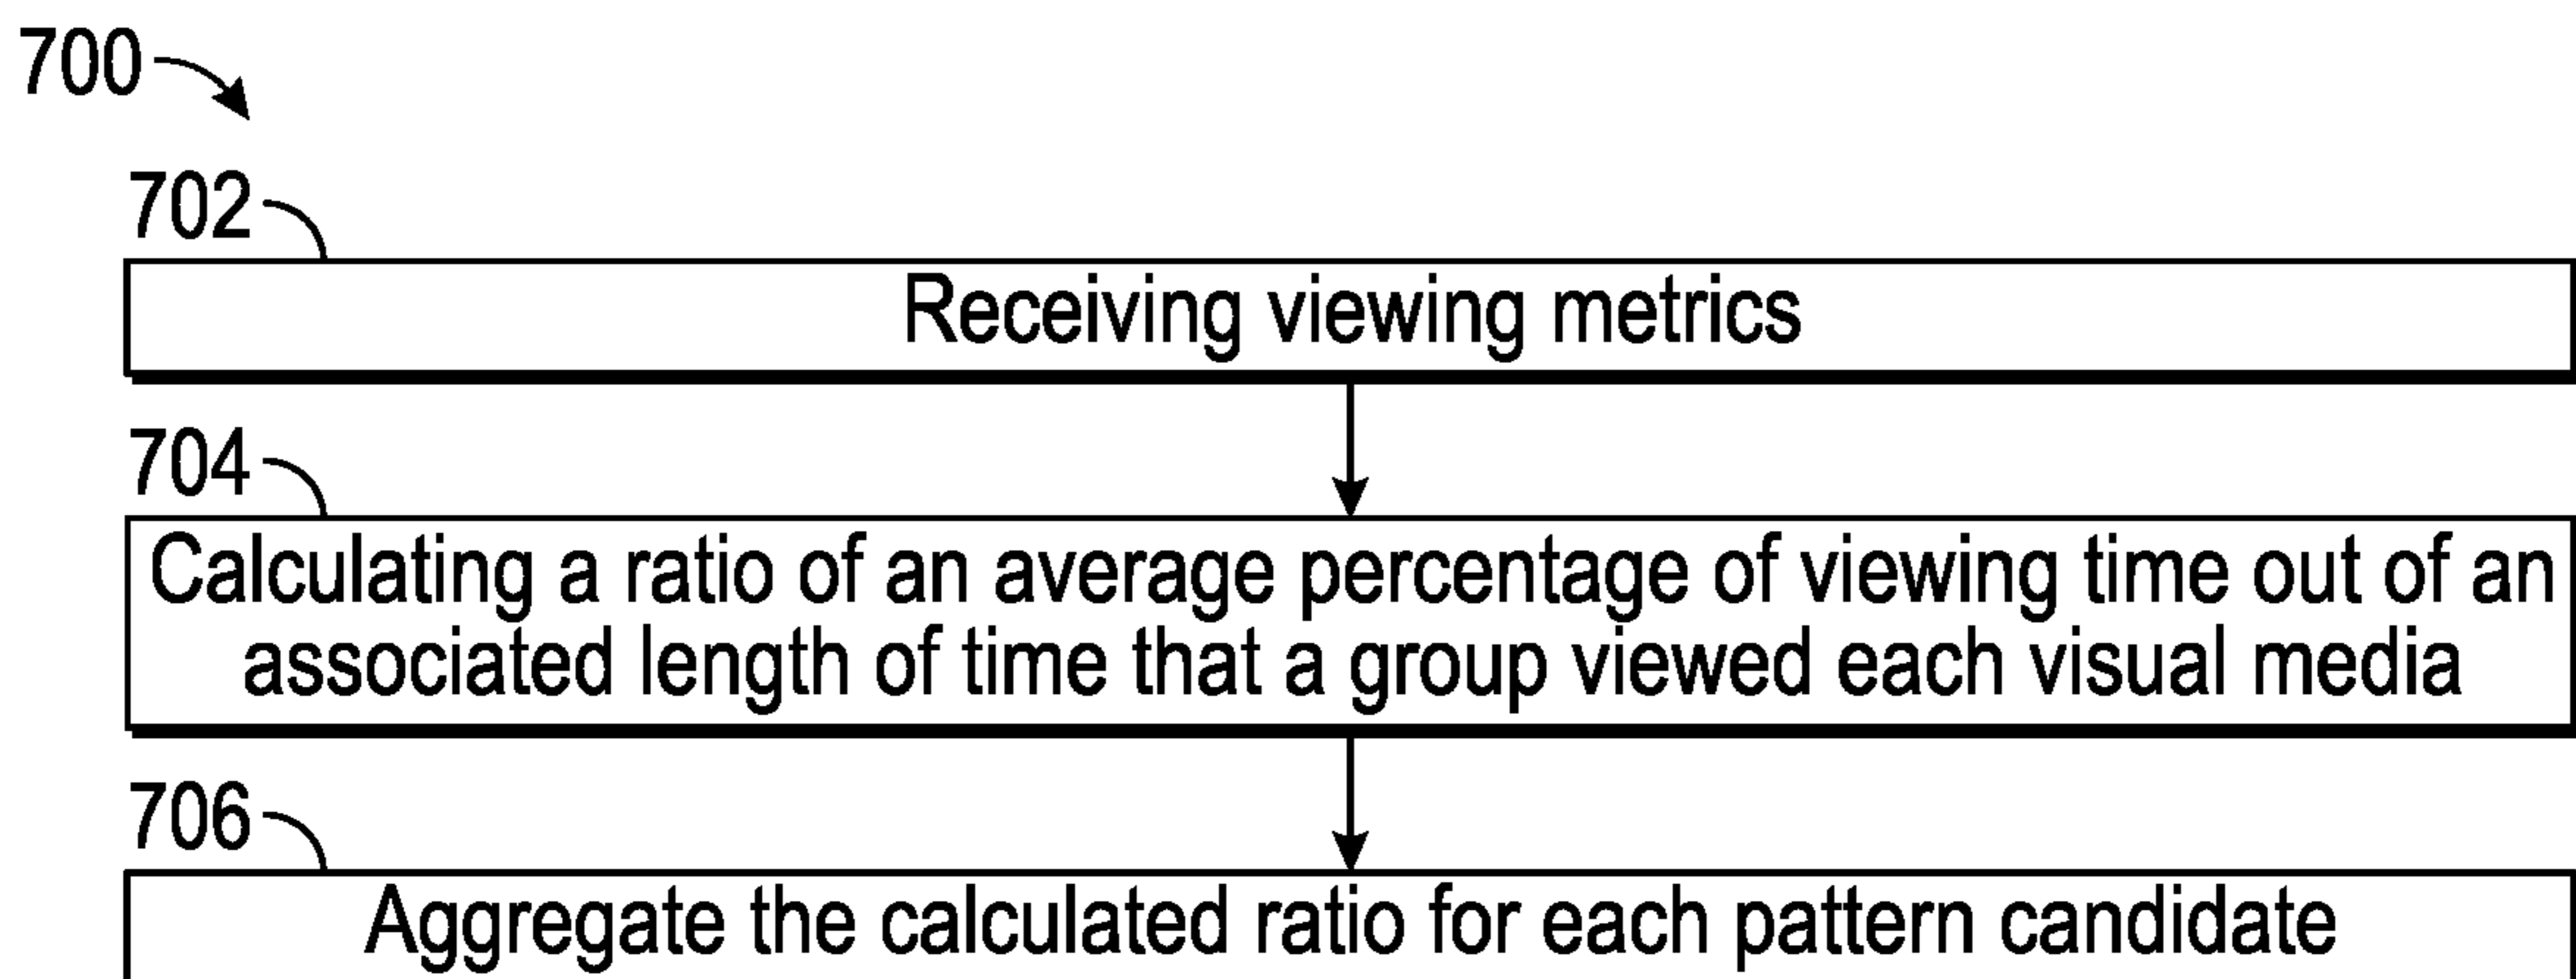 700
702
Receiving viewing metrics
704
Calculating a ratio of an average percentage of viewing time out of an
associated length of time that a group viewed each visual media
706
Aggregate the calculated ratio for each pattern candidate